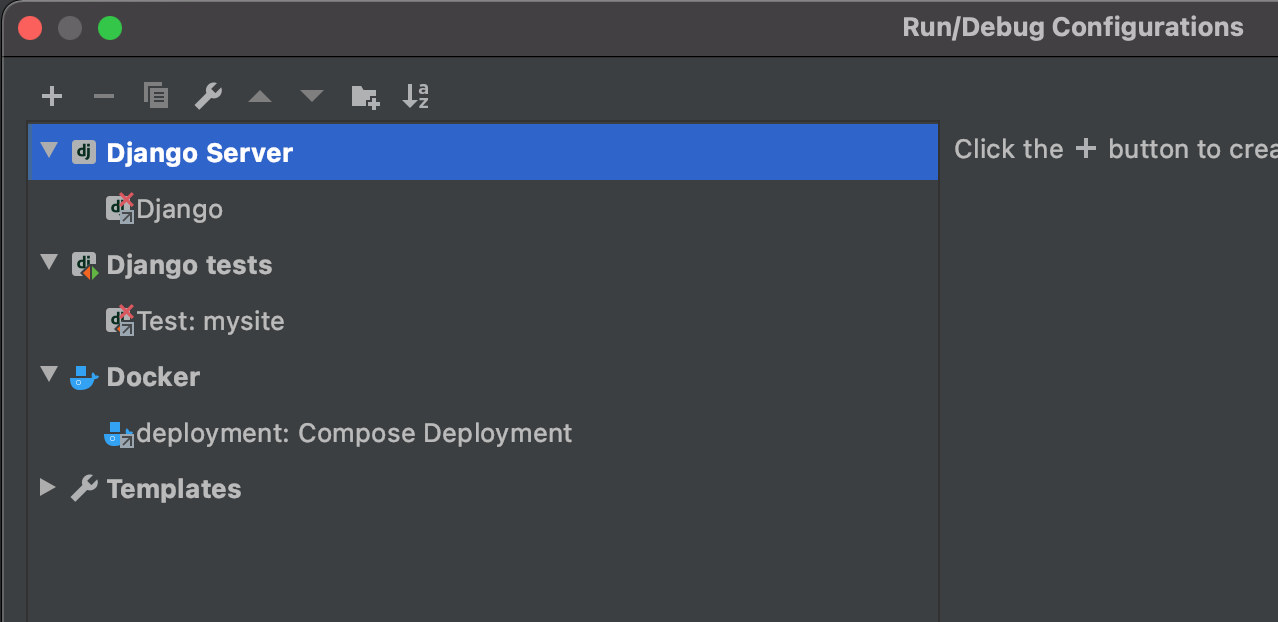 Run/Debug Configurations
Django Server
Click the + button to crea
Django
Django tests
Test: mysite
Docker
deployment: Compose Deployment
Templates